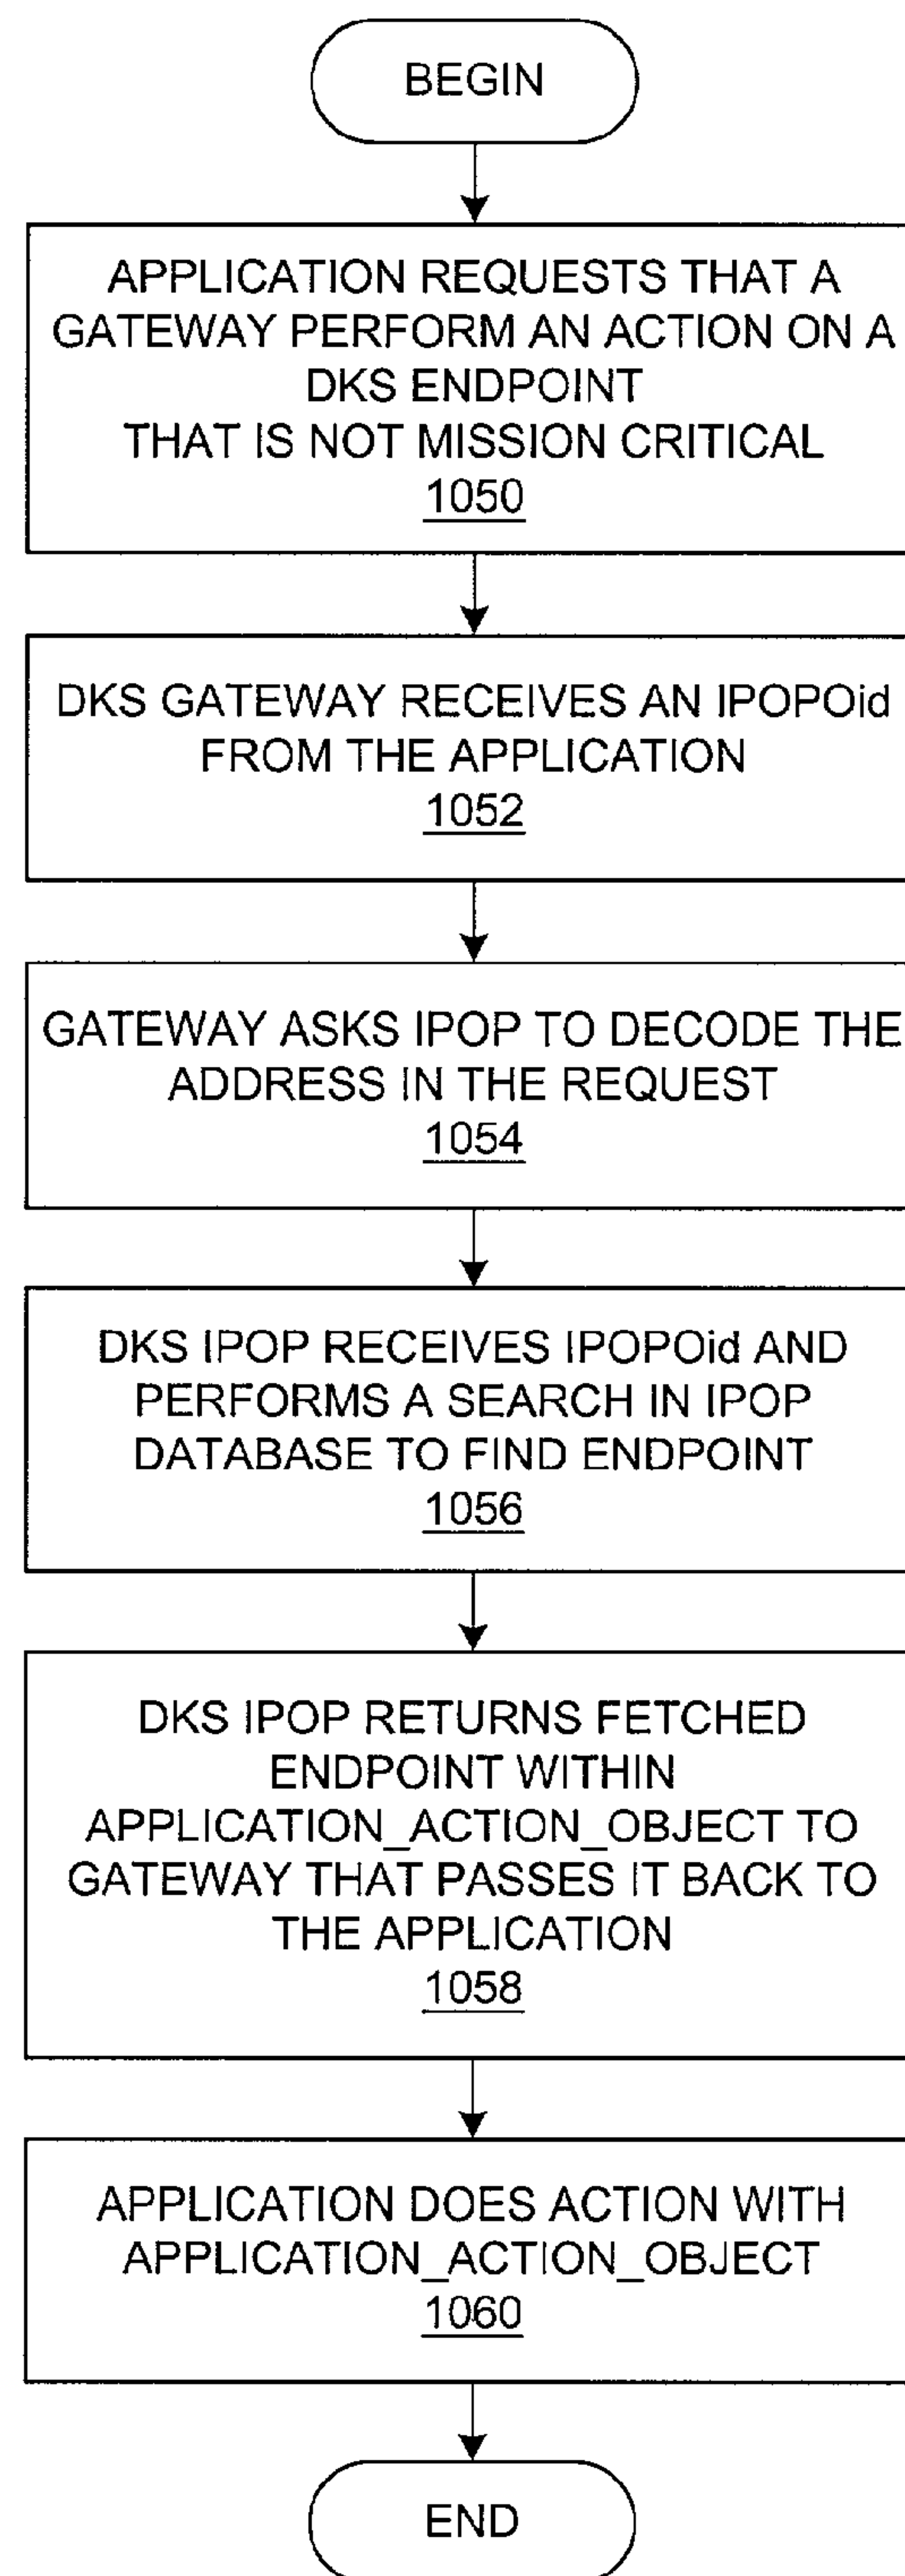 BEGIN
APPLICATION REQUESTS THAT A
GATEWAY PERFORM AN ACTION ON A
DKS ENDPOINT
THAT IS NOT MISSION CRITICAL
1050
DKS GATEWAY RECEIVES AN IPOPOid
FROM THE APPLICATION
1052
GATEWAY ASKS IPOP TO DECODE THE
ADDRESS IN THE REQUEST
1054
DKS IPOP RECEIVES IPOPOid AND
PERFORMS A SEARCH IN IPOP
DATABASE TO FIND ENDPOINT
1056
DKS IPOP RETURNS FETCHED
ENDPOINT WITHIN
APPLICATION_ACTION_OBJECT TO
GATEWAY THAT PASSES IT BACK TO
THE APPLICATION
1058
APPLICATION DOES ACTION WITH
APPLICATION_ACTION_OBJECT
1060
END